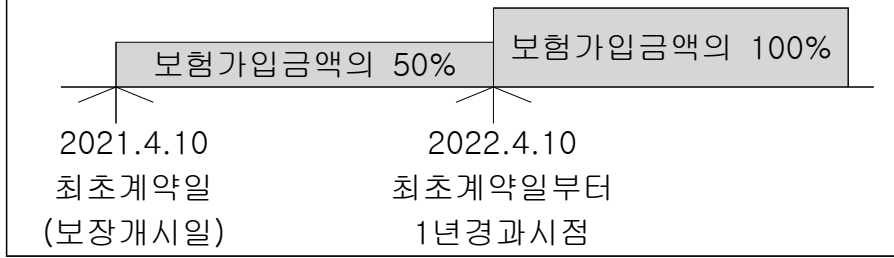 보험가입금액의 50%
보험가입금액의 100%
2021.4.10
최초계약일
(보장개시일)
2022.4.10
최초계약일부터
1년경과시점